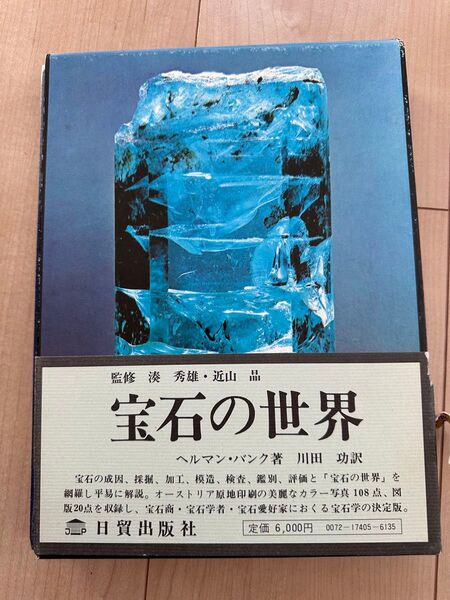 監修 湊 秀雄・近山 晶
宝石の世界
ヘルマン・バンク著 川田 功訳
宝石の成因、採掘、加工、模造、検査、鑑別、評価と「宝石の世界」を
網羅し平易に解説。オーストリア原地印刷の美麗なカラー写真108点、図
版20点を収録し、宝石商・宝石学者・宝石愛好家におくる宝石学の決定版。
日貿出版社
定価 6,000円 0072-17405-6135